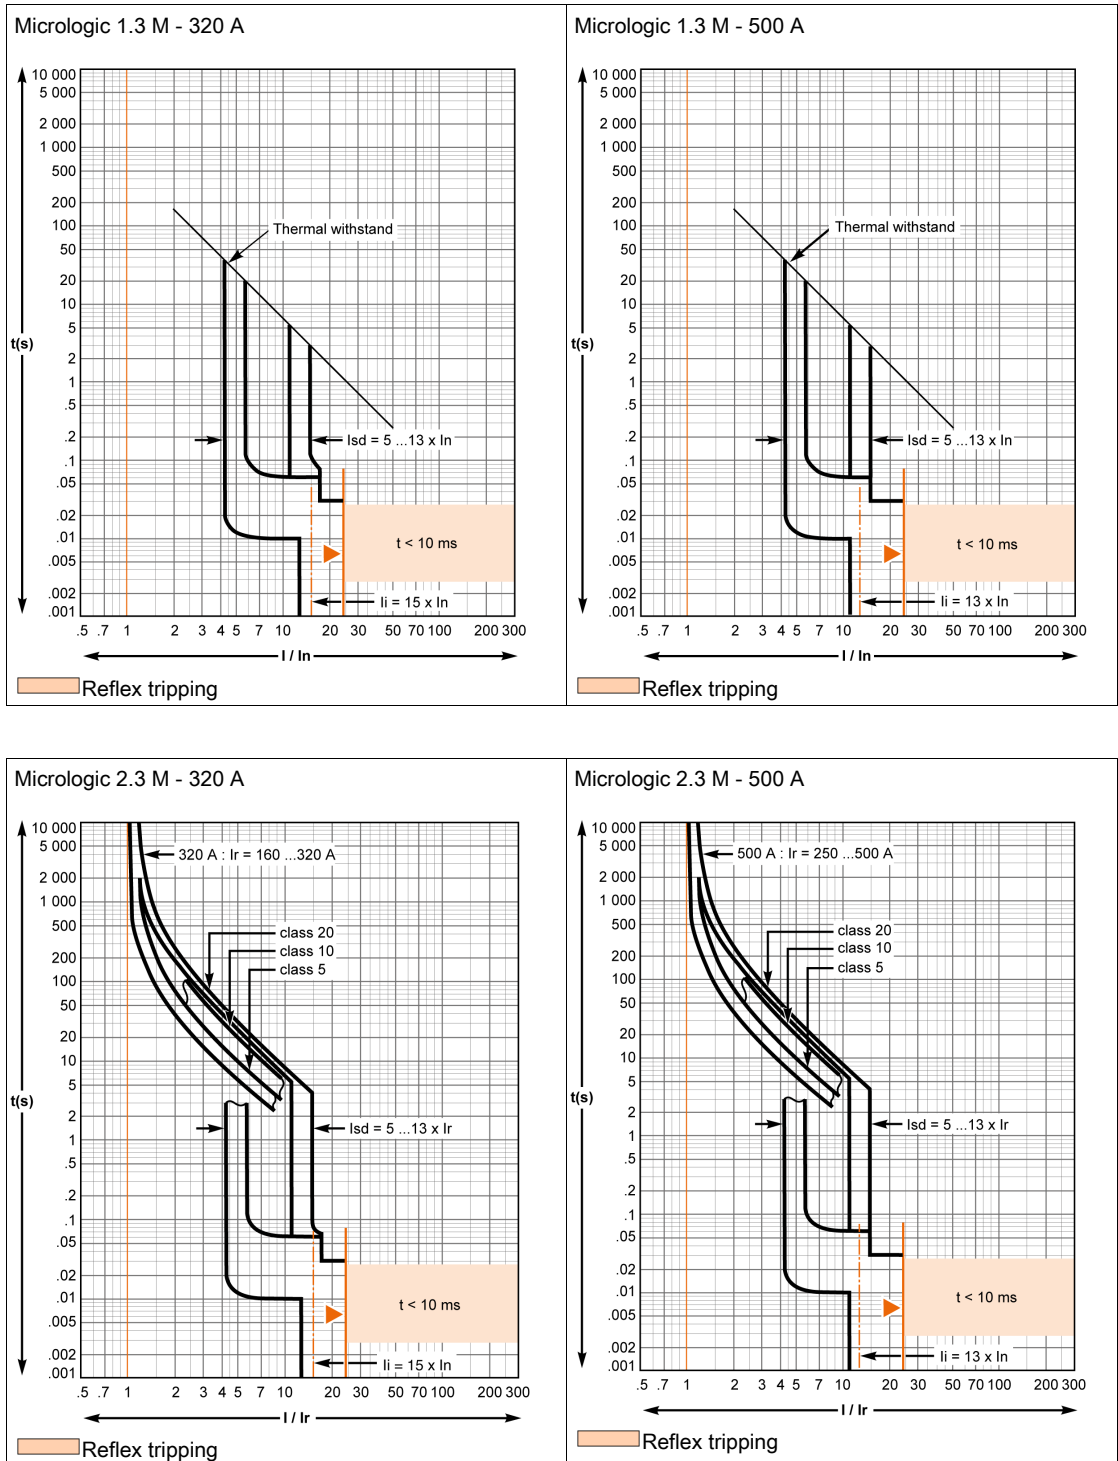 Micrologic 1.3 M - 320 A
10 000
5 000
2 000
1 000
500
200
100
50
20
10
5
2
1
.5
.2
.1
.05
.02
.01
.005
.002
.001
t(s)
Thermal withstand
Isd = 5 ...13 x In
t < 10 ms
Ii = 15 x In
.5 .7 1 2 3 4 5 7 10 20 30 50 70 100 200 300
I / In
Reflex tripping
Micrologic 1.3 M - 500 A
10 000
5 000
2 000
1 000
500
200
100
50
20
10
5
2
1
.5
.2
.1
.05
.02
.01
.005
.002
.001
t(s)
Thermal withstand
Isd = 5 ...13 x In
t < 10 ms
Ii = 13 x In
.5 .7 1 2 3 4 5 7 10 20 30 50 70 100 200 300
I / In
Reflex tripping
Micrologic 2.3 M - 320 A
10 000
5 000
2 000
1 000
500
200
100
50
20
10
5
2
1
.5
.2
.1
.05
.02
.01
.005
.002
.001
t(s)
320 A : Ir = 160 ...320 A
class 20
class 10
class 5
Isd = 5 ...13 x Ir
t < 10 ms
Ii = 15 x In
.5 .7 1 2 3 4 5 7 10 20 30 50 70 100 200 300
I / Ir
Reflex tripping
Micrologic 2.3 M - 500 A
10 000
5 000
2 000
1 000
500
200
100
50
20
10
5
2
1
.5
.2
.1
.05
.02
.01
.005
.002
.001
t(s)
500 A : Ir = 250 ...500 A
class 20
class 10
class 5
Isd = 5 ...13 x Ir
t < 10 ms
Ii = 13 x In
.5 .7 1 2 3 4 5 7 10 20 30 50 70 100 200 300
I / Ir
Reflex tripping